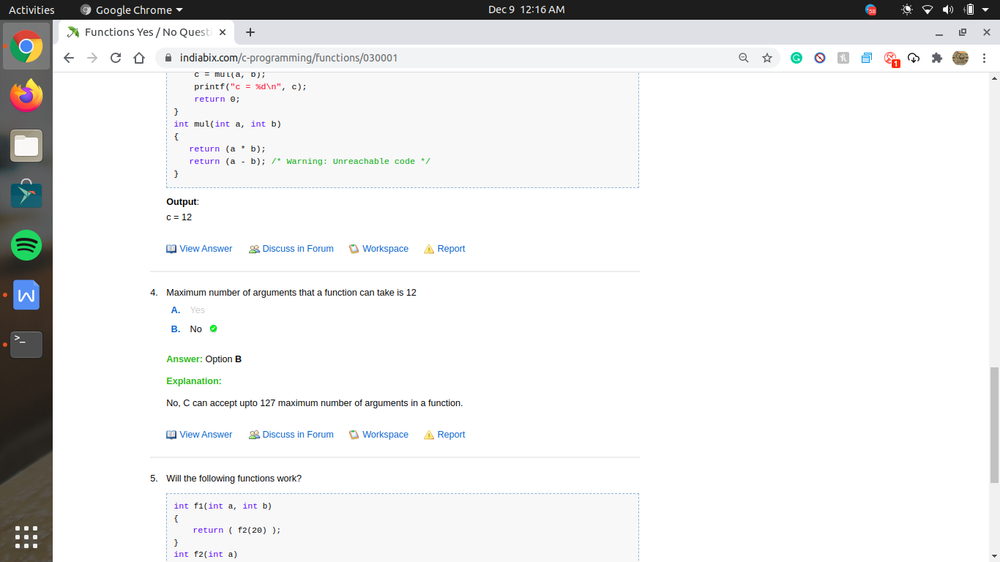 Activities Google Chrome Dec 9 12:16 AM 58
Functions Yes / No Questi
indiabix.com/c-programming/functions/030001 1
c = mul(a, b);
printf("c = %d\n", c);
return 0;
}
int mul(int a, int b)
{
return (a * b);
return (a - b); /* Warning: Unreachable code */
}
Output:
c = 12
View Answer Discuss in Forum Workspace Report
4. Maximum number of arguments that a function can take is 12
A. Yes
B. No
Answer: Option B
Explanation:
No, C can accept upto 127 maximum number of arguments in a function.
View Answer Discuss in Forum Workspace Report
5. Will the following functions work?
int f1(int a, int b)
{
return ( f2(20) );
}
int f2(int a)